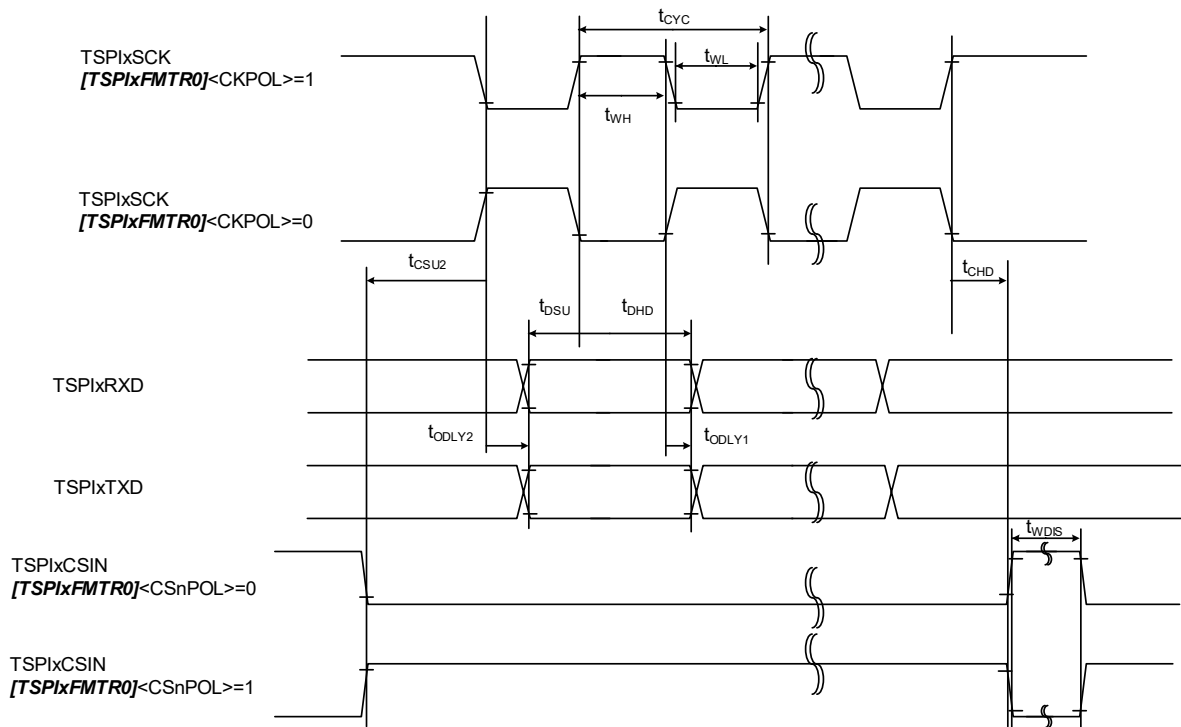 tCYC
TSPIxSCK
[TSPIxFMTR0]<CKPOL>=1
tWL
tWH
TSPIxSCK
[TSPIxFMTR0]<CKPOL>=0
tCSU2
tCHD
tDSU
tDHD
TSPIxRXD
tODLY2
tODLY1
TSPIxTXD
tWDIS
TSPIxCSIN
[TSPIxFMTR0]<CSnPOL>=0
TSPIxCSIN
[TSPIxFMTR0]<CSnPOL>=1